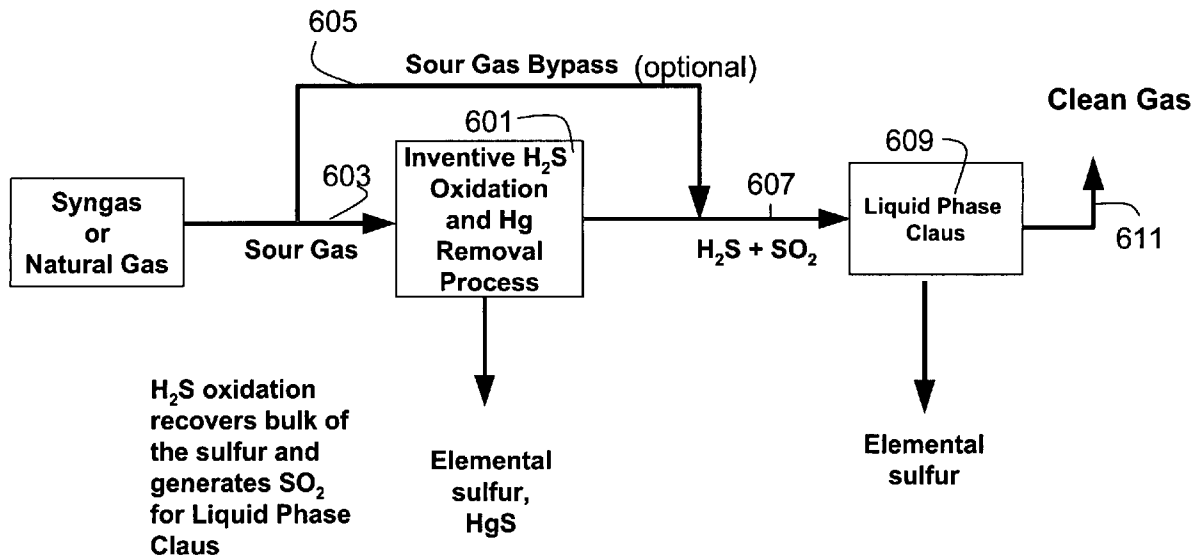 605
Sour Gas Bypass (optional)
Clean Gas
601
609
Inventive H₂S
Oxidation
and Hg
Removal
Process
603
607
Liquid Phase
Claus
Syngas
or
Natural Gas
Sour Gas
H₂S + SO₂
611
H₂S oxidation
recovers bulk of
the sulfur and
generates SO₂
for Liquid Phase
Claus
Elemental
sulfur,
HgS
Elemental
sulfur